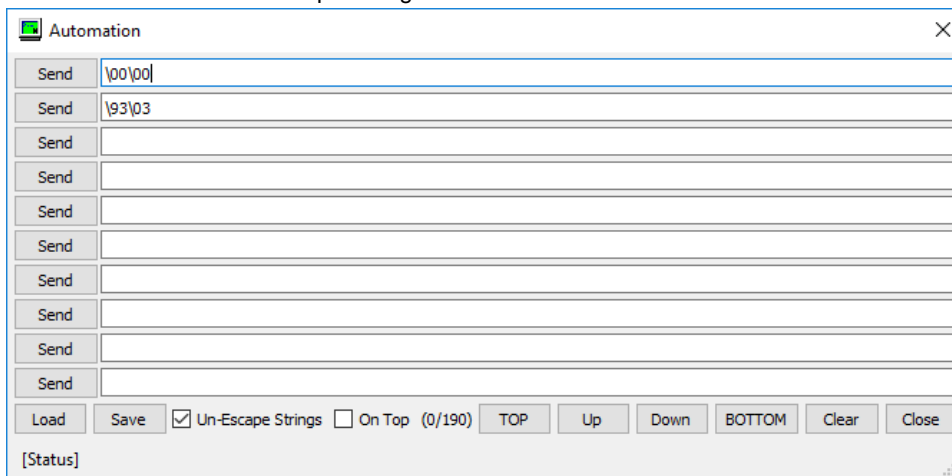 Automation
Send \00\00
Send \93\03
Send
Send
Send
Send
Send
Send
Send
Send
Load Save Un-Escape Strings On Top (0/190) TOP Up Down BOTTOM Clear Close
[Status]